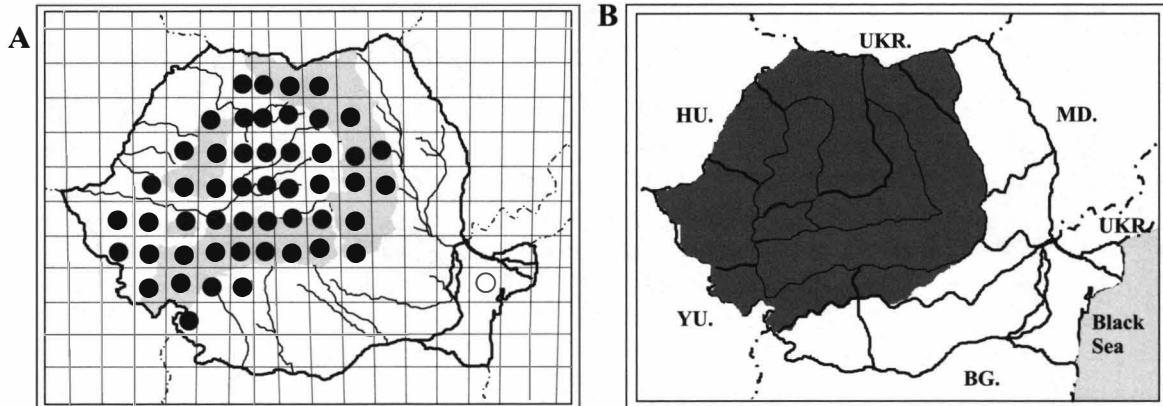 A
B
UKR.
HU.
MD.
UKR.
YU.
Black
Sea
BG.